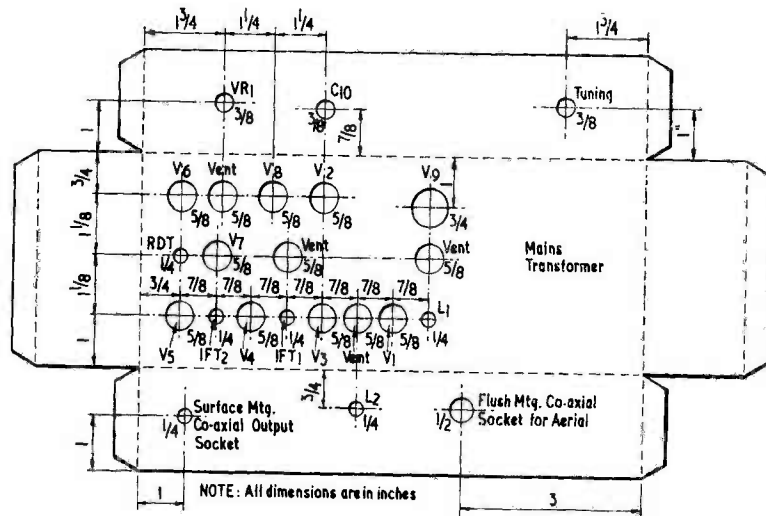 1 3/4 1 1/4 1 1/4 1 3/4
VR1 C10 Tuning
3/8 3/8 3/8
1 7/8 1"
V6 Vent V8 V2 V9
3/4 1
5/8 5/8 5/8 5/8 3/4
1 1/8
RDT V7 Vent Vent Mains
Transformer
1/4 5/8 5/8 5/8
1 1/8
3/4 7/8 7/8 7/8 7/8 7/8 7/8 7/8
L1
5/8 1/4 5/8 1/4 5/8 5/8 5/8 1/4
1
V5 IFT2 V4 IFT1 V3 Vent V1
3/4
Surface Mtg.
Co-axial Output
Socket
1/4
L2
1/4
Flush Mtg. Co-axial
Socket for Aerial
1/2
1
1 3
NOTE: All dimensions are in inches